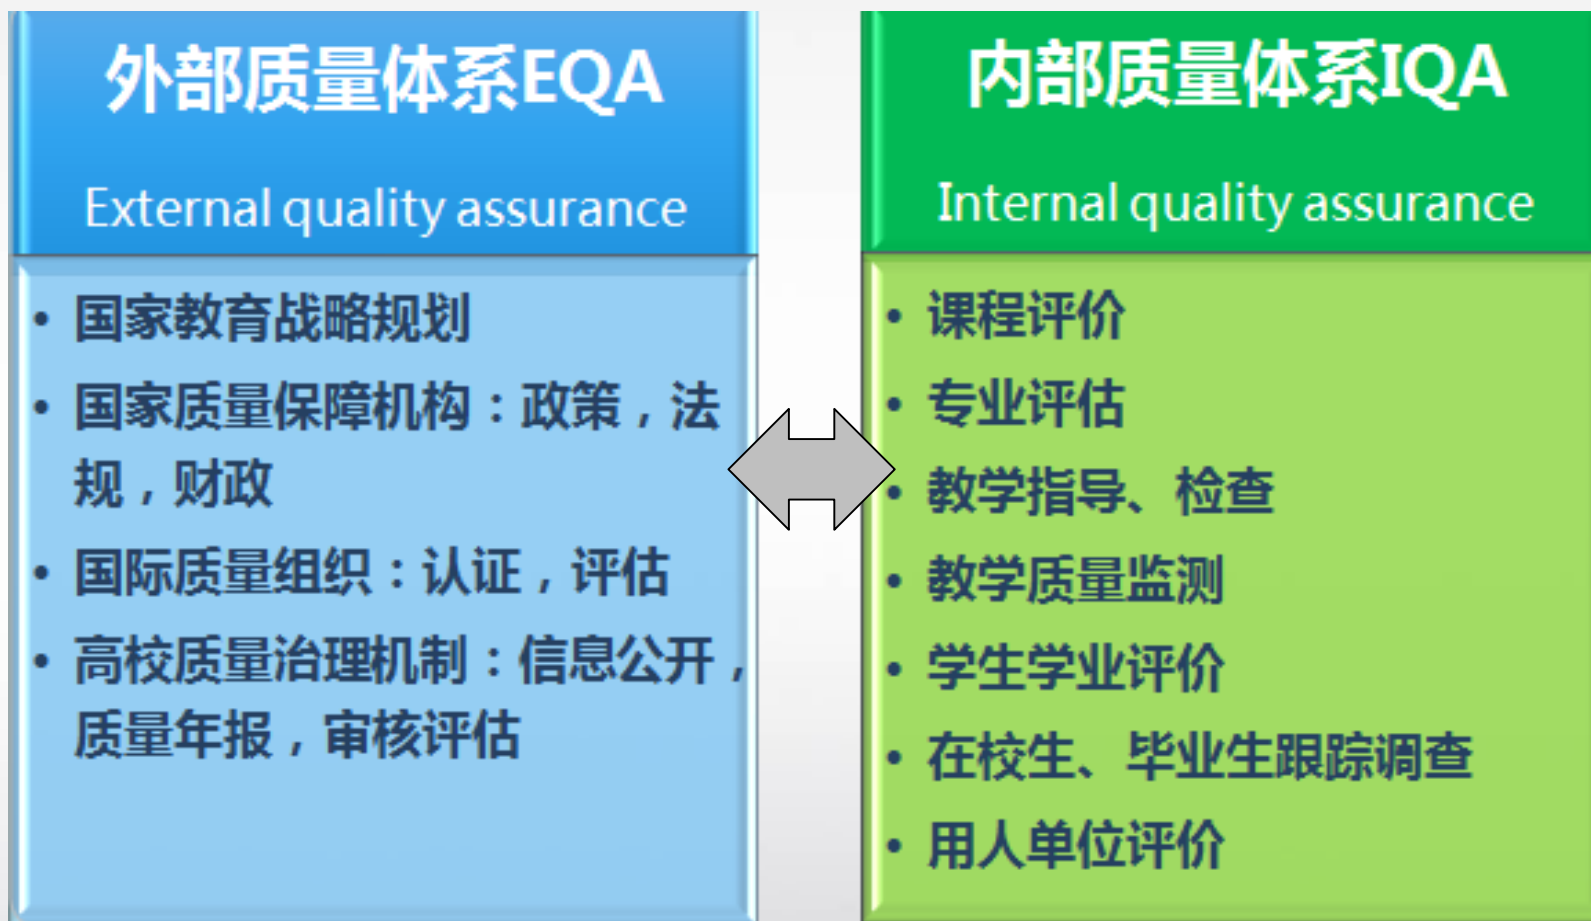 外部质量体系EQA
External quality assurance
• 国家教育战略规划
• 国家质量保障机构：政策，法
规，财政
• 国际质量组织：认证，评估
• 高校质量治理机制：信息公开，
质量年报，审核评估
内部质量体系IQA
Internal quality assurance
• 课程评价
• 专业评估
• 教学指导、检查
• 教学质量监测
• 学生学业评价
• 在校生、毕业生跟踪调查
• 用人单位评价